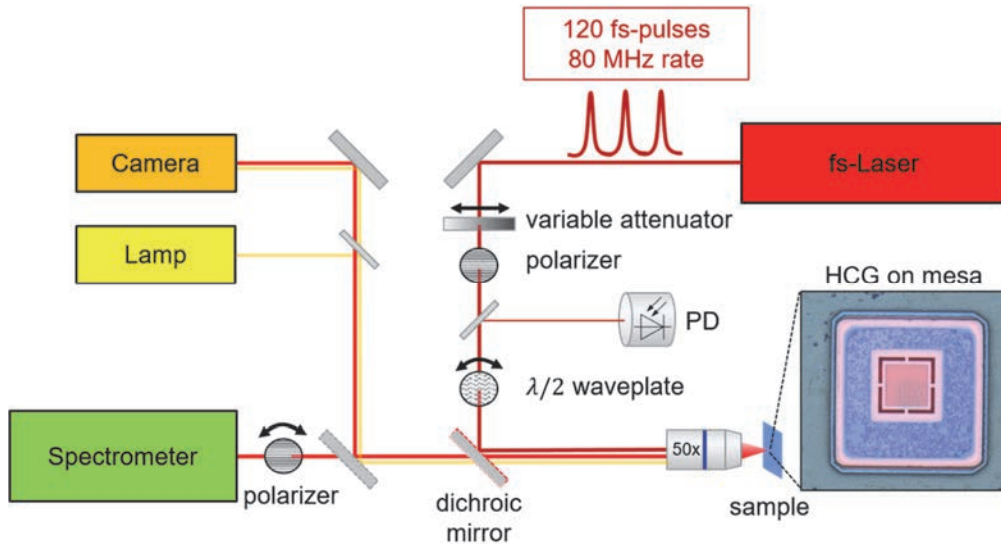 120 fs-pulses
80 MHz rate
Camera
fs-Laser
variable attenuator
Lamp
polarizer
HCG on mesa
PD
λ/2 waveplate
Spectrometer
50x
polarizer
dichroic
mirror
sample